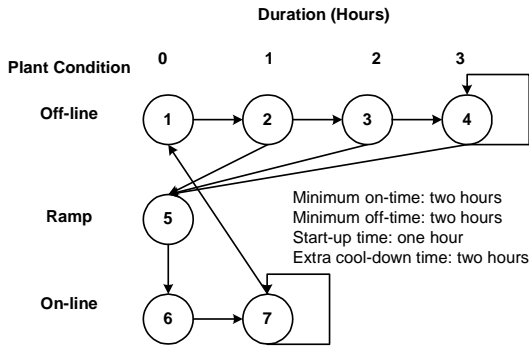 Duration (Hours)
Plant Condition 0 1 2 3
Off-line 1 2 3 4
Minimum on-time: two hours
Minimum off-time: two hours
Start-up time: one hour
Extra cool-down time: two hours
Ramp 5
On-line 6 7